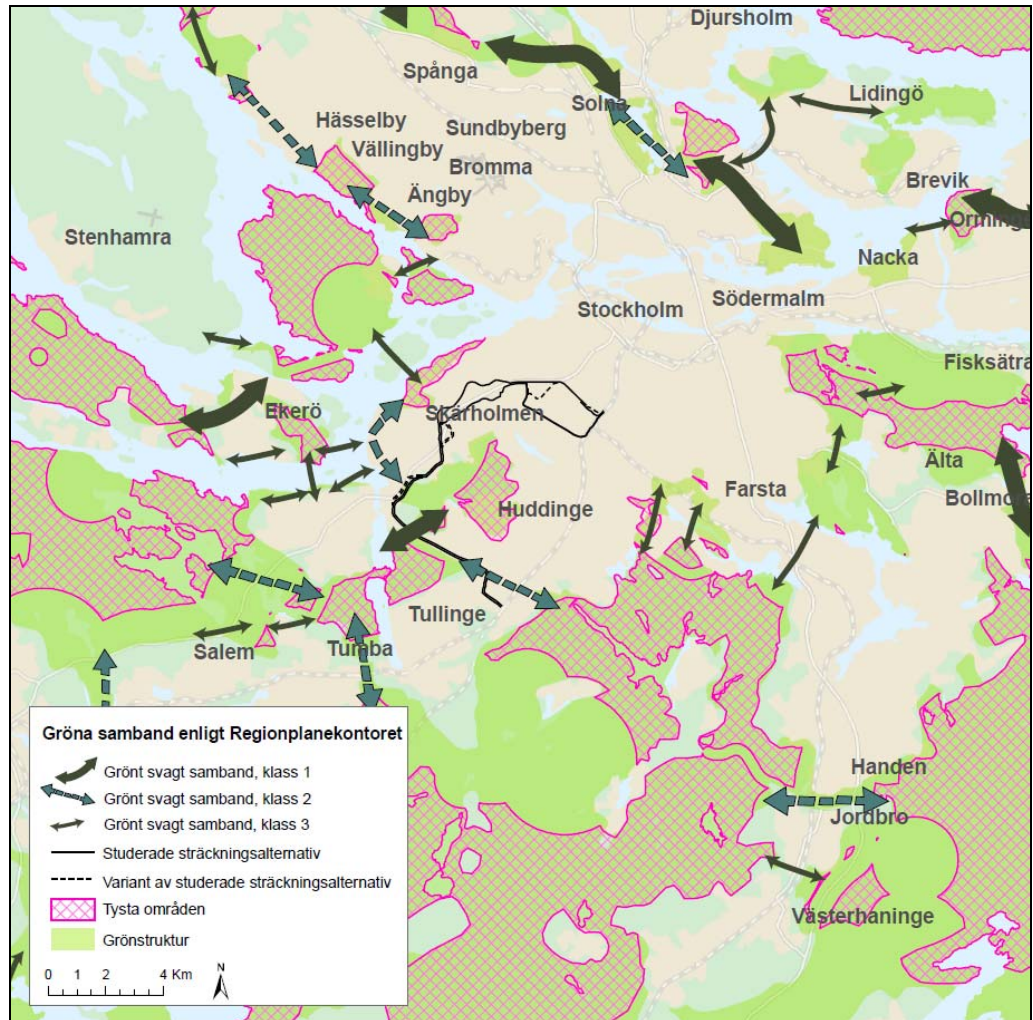 Djursholm
Spånga
Solna
Lidingö
Hässelby
Sundbyberg
Vällingby
Bromma
Ängby
Brevik
Orming
Stenhamra
Nacka
Södermalm
Stockholm
Fisksätra
Ekerö
Skärholmen
Älta
Farsta
Bollmora
Huddinge
Tullinge
Salem
Tumba
Handen
Jordbro
Västerhaninge
Gröna samband enligt Regionplanekontoret
Grönt svagt samband, klass 1
Grönt svagt samband, klass 2
Grönt svagt samband, klass 3
Studerade sträckningsalternativ
Variant av studerade sträckningsalternativ
Tysta områden
Grönstruktur
0 1 2 4 Km
N